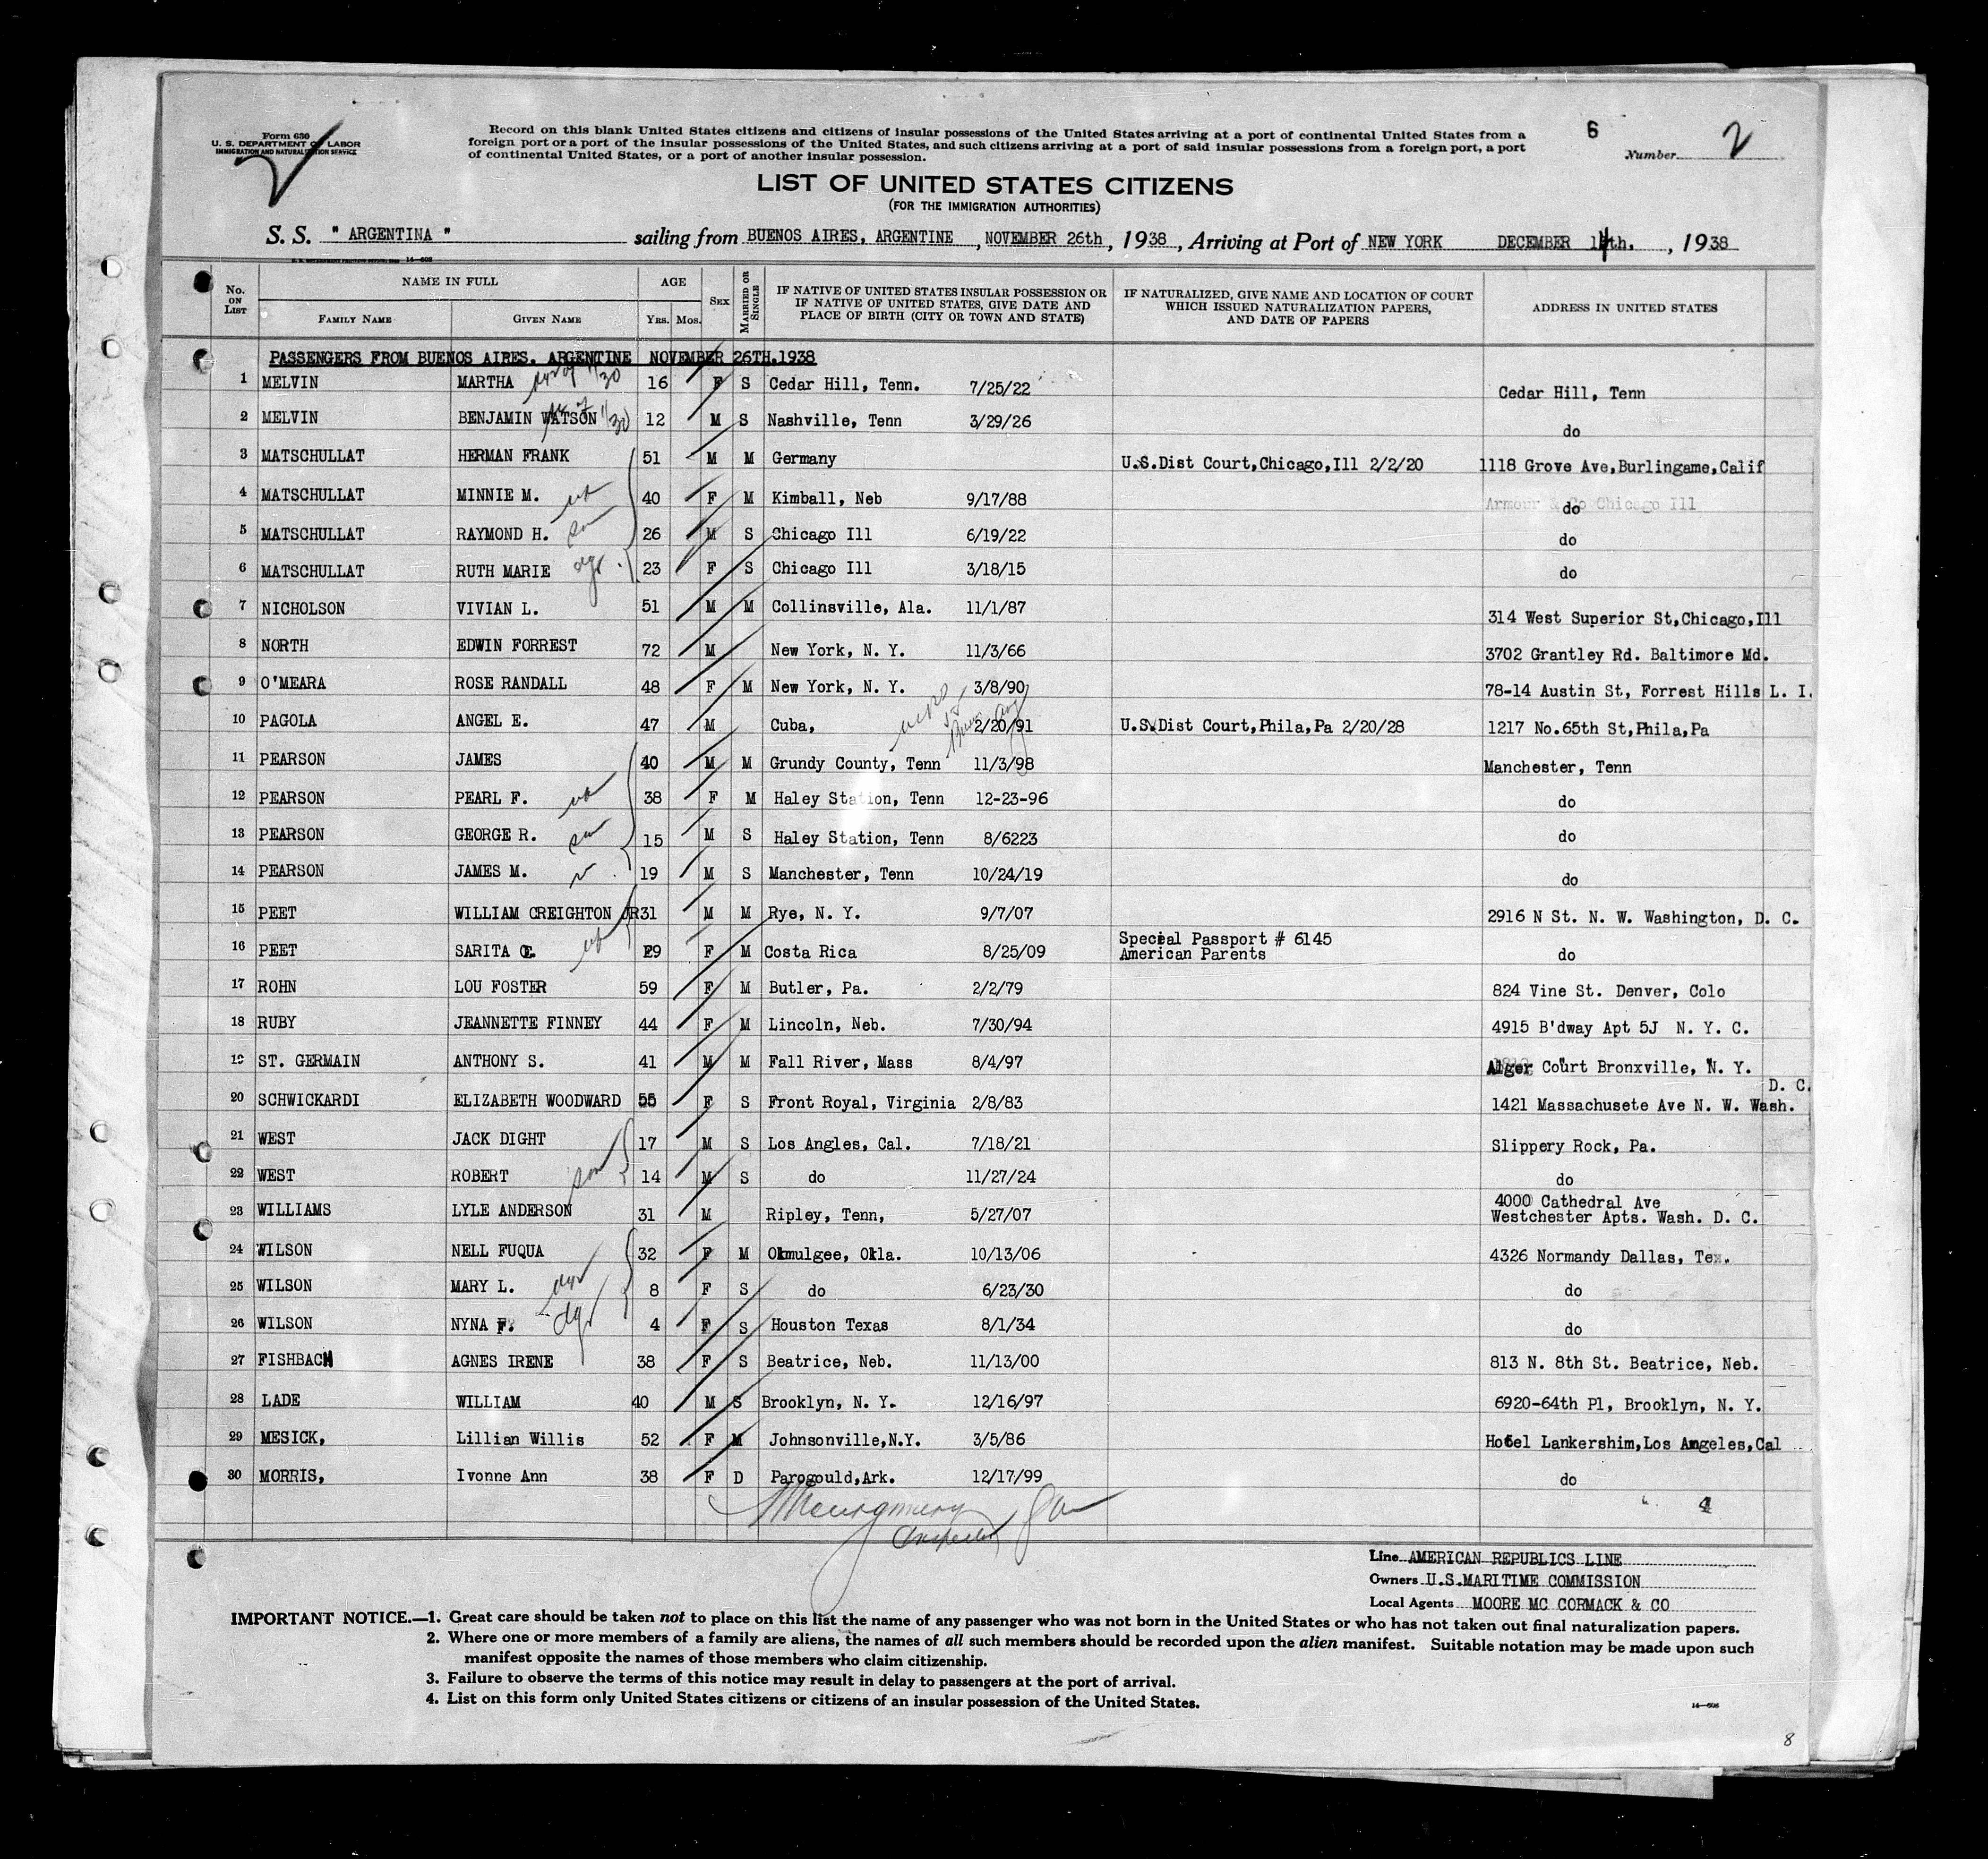 Form 630
U. S. DEPARTMENT OF LABOR
IMMIGRATION AND NATURALIZATION SERVICE
Record on this blank United States citizens and citizens of insular possessions of the United States arriving at a port of continental United States from a
foreign port or a port of the insular possessions of the United States, and such citizens arriving at a port of said insular possessions from a foreign port, a port
of continental United States, or a port of another insular possession.
6
Number 2
LIST OF UNITED STATES CITIZENS
(FOR THE IMMIGRATION AUTHORITIES)
S. S. " ARGENTINA " sailing from BUENOS AIRES, ARGENTINE, NOVEMBER 26th, 1938, Arriving at Port of NEW YORK DECEMBER 14th., 1938
No. ON LIST NAME IN FULL AGE SEX MARRIED OR SINGLE IF NATIVE OF UNITED STATES INSULAR POSSESSION OR IF NATIVE OF UNITED STATES, GIVE DATE AND PLACE OF BIRTH (CITY OR TOWN AND STATE) IF NATURALIZED, GIVE NAME AND LOCATION OF COURT WHICH ISSUED NATURALIZATION PAPERS, AND DATE OF PAPERS ADDRESS IN UNITED STATES
FAMILY NAME GIVEN NAME YRS. MOS.
PASSENGERS FROM BUENOS AIRES, ARGENTINE NOVEMBER 26TH.1938
1 MELVIN MARTHA 16 F S Cedar Hill, Tenn. 7/25/22 Cedar Hill, Tenn
2 MELVIN BENJAMIN WATSON 12 M S Nashville, Tenn 3/29/26 do
3 MATSCHULLAT HERMAN FRANK 51 M M Germany U.S.Dist Court,Chicago,Ill 2/2/20 1118 Grove Ave,Burlingame,Calif
4 MATSCHULLAT MINNIE M. 40 F M Kimball, Neb 9/17/88 do
5 MATSCHULLAT RAYMOND H. 26 M S Chicago Ill 6/19/22 do
6 MATSCHULLAT RUTH MARIE dgr 23 F S Chicago Ill 3/18/15 do
7 NICHOLSON VIVIAN L. 51 M M Collinsville, Ala. 11/1/87 314 West Superior St,Chicago,Ill
8 NORTH EDWIN FORREST 72 M New York, N. Y. 11/3/66 3702 Grantley Rd. Baltimore Md.
9 O'MEARA ROSE RANDALL 48 F M New York, N. Y. 3/8/90 78-14 Austin St, Forrest Hills L. I.
10 PAGOLA ANGEL E. 47 M Cuba, 2/20/91 U.S.Dist Court,Phila,Pa 2/20/28 1217 No.65th St,Phila,Pa
11 PEARSON JAMES 40 M M Grundy County, Tenn 11/3/98 Manchester, Tenn
12 PEARSON PEARL F. 38 F M Haley Station, Tenn 12-23-96 do
13 PEARSON GEORGE R. 15 M S Haley Station, Tenn 8/6223 do
14 PEARSON JAMES M. 19 M S Manchester, Tenn 10/24/19 do
15 PEET WILLIAM CREIGHTON JR 31 M M Rye, N. Y. 9/7/07 2916 N St. N. W. Washington, D. C.
16 PEET SARITA 29 F M Costa Rica 8/25/09 Special Passport # 6145 American Parents do
17 ROHN LOU FOSTER 59 F M Butler, Pa. 2/2/79 824 Vine St. Denver, Colo
18 RUBY JEANNETTE FINNEY 44 F M Lincoln, Neb. 7/30/94 4915 B'dway Apt 5J N. Y. C.
19 ST. GERMAIN ANTHONY S. 41 M M Fall River, Mass 8/4/97 Alger Court Bronxville, N. Y.
20 SCHWICKARDI ELIZABETH WOODWARD 55 F S Front Royal, Virginia 2/8/83 1421 Massachusete Ave N. W. Wash. D. C.
21 WEST JACK DIGHT 17 M S Los Angles, Cal. 7/18/21 Slippery Rock, Pa.
22 WEST ROBERT son 14 M S do 11/27/24 do
23 WILLIAMS LYLE ANDERSON 31 M Ripley, Tenn, 5/27/07 4000 Cathedral Ave Westchester Apts. Wash. D. C.
24 WILSON NELL FUQUA 32 F M Okmulgee, Okla. 10/13/06 4326 Normandy Dallas, Tex.
25 WILSON MARY L. dgr 8 F S do 6/23/30 do
26 WILSON NYNA F. dgr 4 F S Houston Texas 8/1/34 do
27 FISHBACH AGNES IRENE 38 F S Beatrice, Neb. 11/13/00 813 N. 8th St. Beatrice, Neb.
28 LADE WILLIAM 40 M S Brooklyn, N. Y. 12/16/97 6920-64th Pl, Brooklyn, N. Y.
29 MESICK, Lillian Willis 52 F M Johnsonville,N.Y. 3/5/86 Hotel Lankershim,Los Angeles,Cal
30 MORRIS, Ivonne Ann 38 F D Parogould,Ark. 12/17/99 do
4
Montgomery
Inspector
Line AMERICAN REPUBLICS LINE
Owners U.S.MARITIME COMMISSION
Local Agents MOORE MC CORMACK & CO
IMPORTANT NOTICE.—1. Great care should be taken not to place on this list the name of any passenger who was not born in the United States or who has not taken out final naturalization papers.
2. Where one or more members of a family are aliens, the names of all such members should be recorded upon the alien manifest. Suitable notation may be made upon such
manifest opposite the names of those members who claim citizenship.
3. Failure to observe the terms of this notice may result in delay to passengers at the port of arrival.
4. List on this form only United States citizens or citizens of an insular possession of the United States.
8